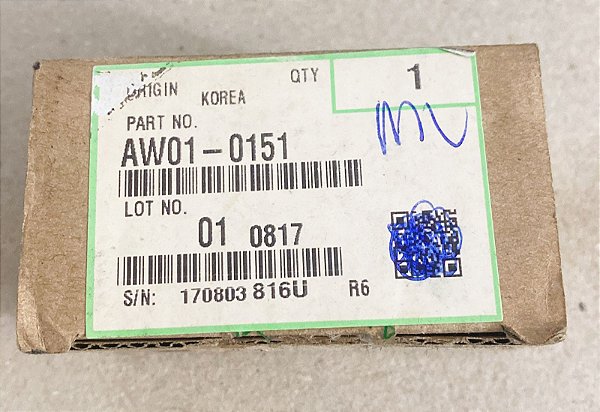 ORIGIN QTY 1
KOREA
PART NO.
AW01-0151
LOT NO.
01 0817
S/N: 170803 816U R6